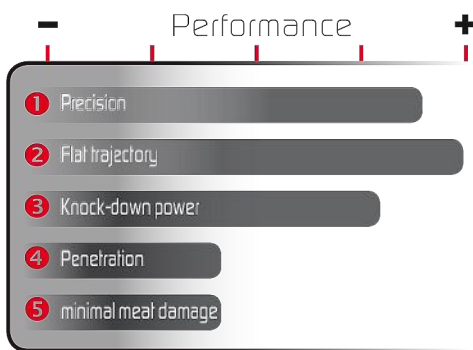 - Performance +
1 Precision
2 Flat trajectory
3 Knock-down power
4 Penetration
5 minimal meat damage